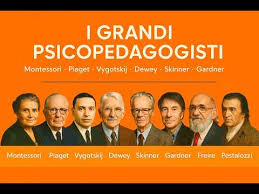 I GRANDI
PSICOPEDAGOGISTI
Montessori - Piaget - Vygotskij - Dewey - Skinner - Gardner
Montessori Piaget Vygotskij Dewey Skinner Gardner Freire Pestalozzi